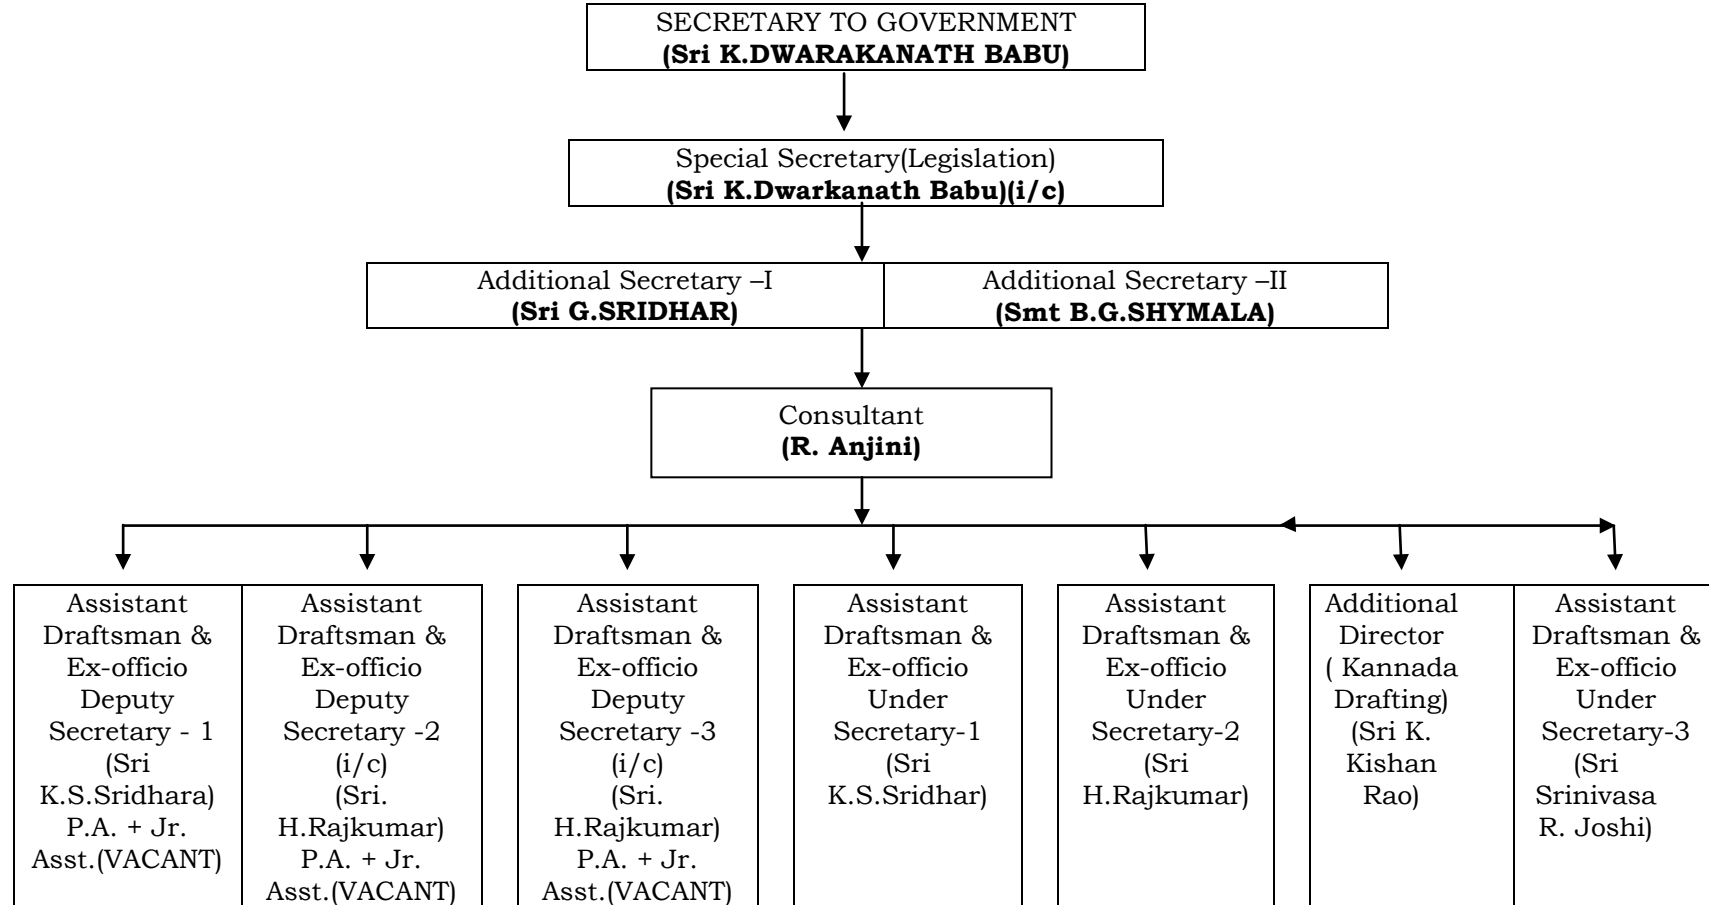 SECRETARY TO GOVERNMENT
(Sri K.DWARAKANATH BABU)
Special Secretary(Legislation)
(Sri K.Dwarkanath Babu)(i/c)
Additional Secretary –I
(Sri G.SRIDHAR)
Additional Secretary –II
(Smt B.G.SHYMALA)
Consultant
(R. Anjini)
Assistant
Draftsman &
Ex-officio
Deputy
Secretary - 1
(Sri
K.S.Sridhara)
P.A. + Jr.
Asst.(VACANT)
Assistant
Draftsman &
Ex-officio
Deputy
Secretary -2
(i/c)
(Sri.
H.Rajkumar)
P.A. + Jr.
Asst.(VACANT)
Assistant
Draftsman &
Ex-officio
Deputy
Secretary -3
(i/c)
(Sri.
H.Rajkumar)
P.A. + Jr.
Asst.(VACANT)
Assistant
Draftsman &
Ex-officio
Under
Secretary-1
(Sri
K.S.Sridhar)
Assistant
Draftsman &
Ex-officio
Under
Secretary-2
(Sri
H.Rajkumar)
Additional
Director
( Kannada
Drafting)
(Sri K.
Kishan
Rao)
Assistant
Draftsman &
Ex-officio
Under
Secretary-3
(Sri
Srinivasa
R. Joshi)